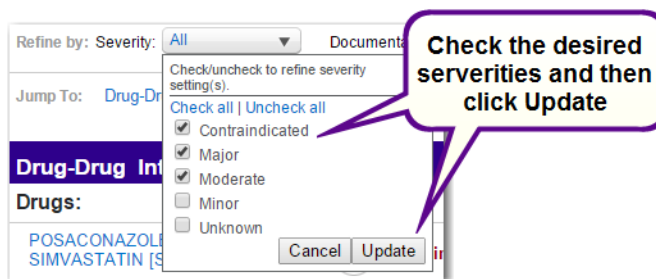 Refine by: Severity: All
Documenta
Check/uncheck to refine severity
setting(s).
Check all | Uncheck all
Contraindicated
Major
Moderate
Minor
Unknown
Cancel Update
Jump To: Drug-Dr
Drug-Drug Int
Drugs:
POSACONAZOLE
SIMVASTATIN [S
Check the desired
serverities and then
click Update